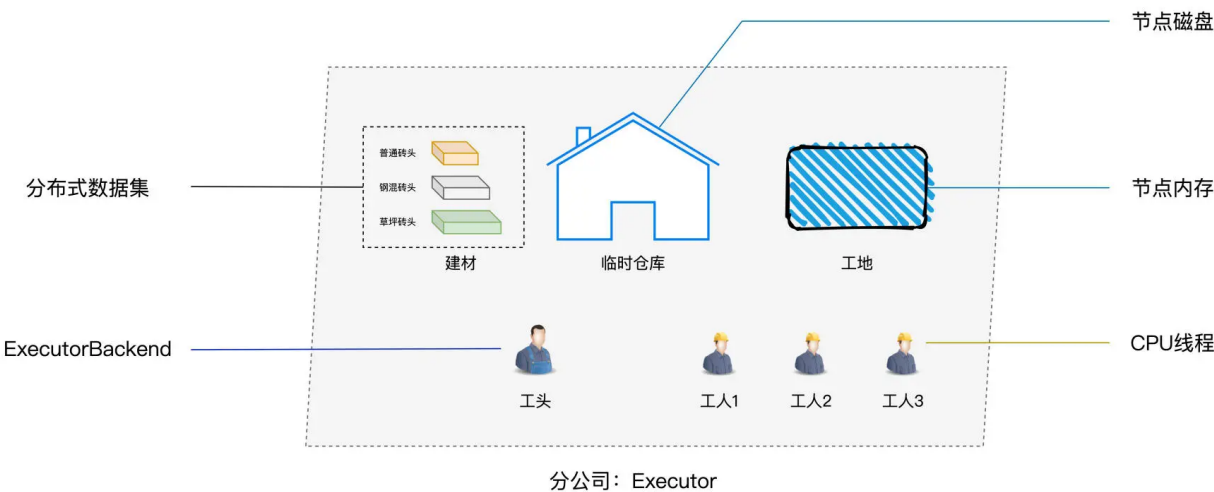 节点磁盘
普通砖头
钢混砖头
草坪砖头
分布式数据集
节点内存
建材
临时仓库
工地
ExecutorBackend
CPU线程
工头
工人1
工人2
工人3
分公司：Executor